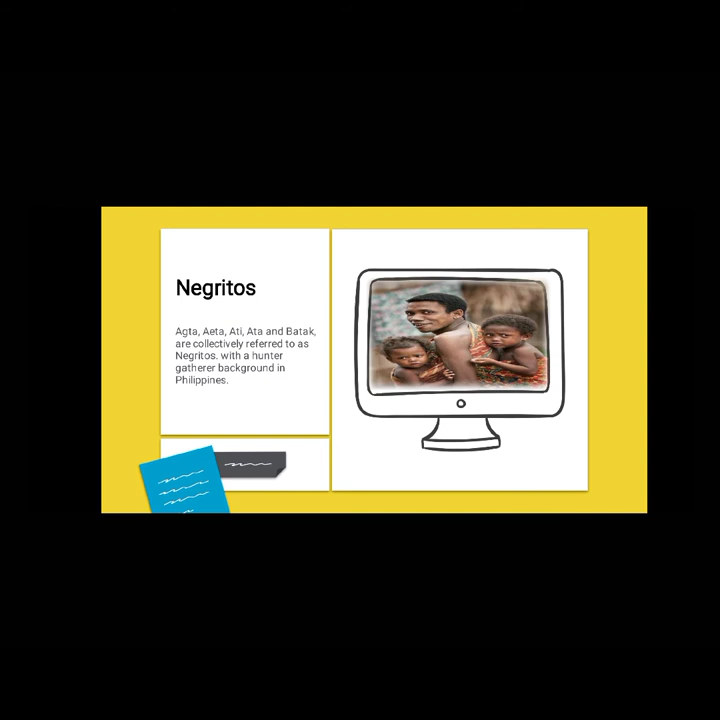 Negritos
Agta, Aeta, Ati, Ata and Batak,
are collectively referred to as
Negritos. with a hunter
gatherer background in
Philippines.